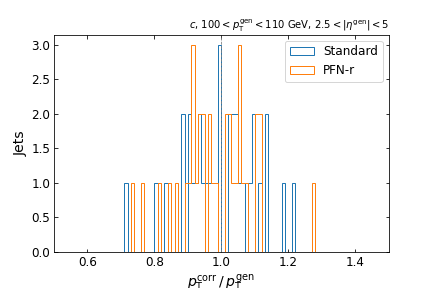 c, 100 < p_T^gen < 110 GeV, 2.5 < |η^gen| < 5
Standard
PFN-r
Jets
3.0
2.5
2.0
1.5
1.0
0.5
0.0
0.6 0.8 1.0 1.2 1.4
p_T^corr / p_T^gen